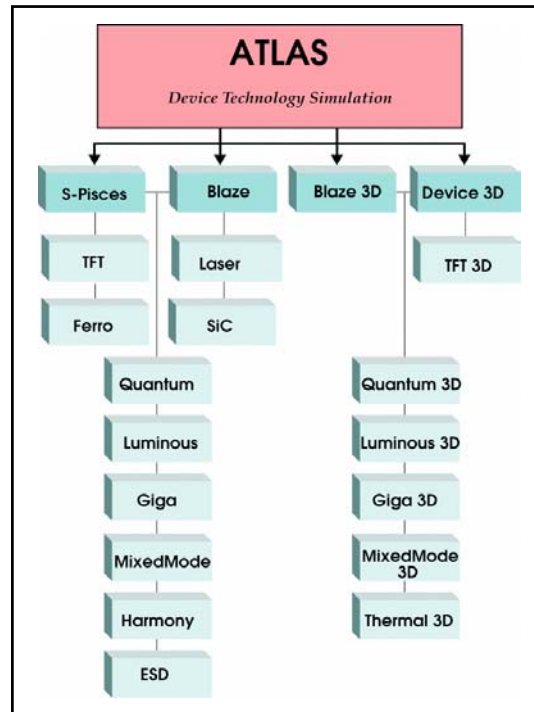 ATLAS
Device Technology Simulation
S-Pisces
Blaze
Blaze 3D
Device 3D
TFT
Laser
TFT 3D
Ferro
SiC
Quantum
Quantum 3D
Luminous
Luminous 3D
Giga
Giga 3D
MixedMode
MixedMode
3D
Harmony
Thermal 3D
ESD